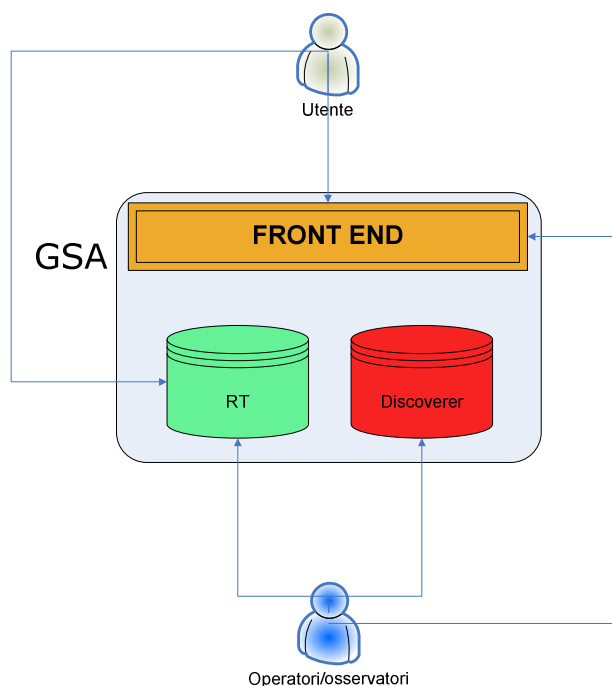 Utente
FRONT END
GSA
RT
Discoverer
Operatori/osservatori